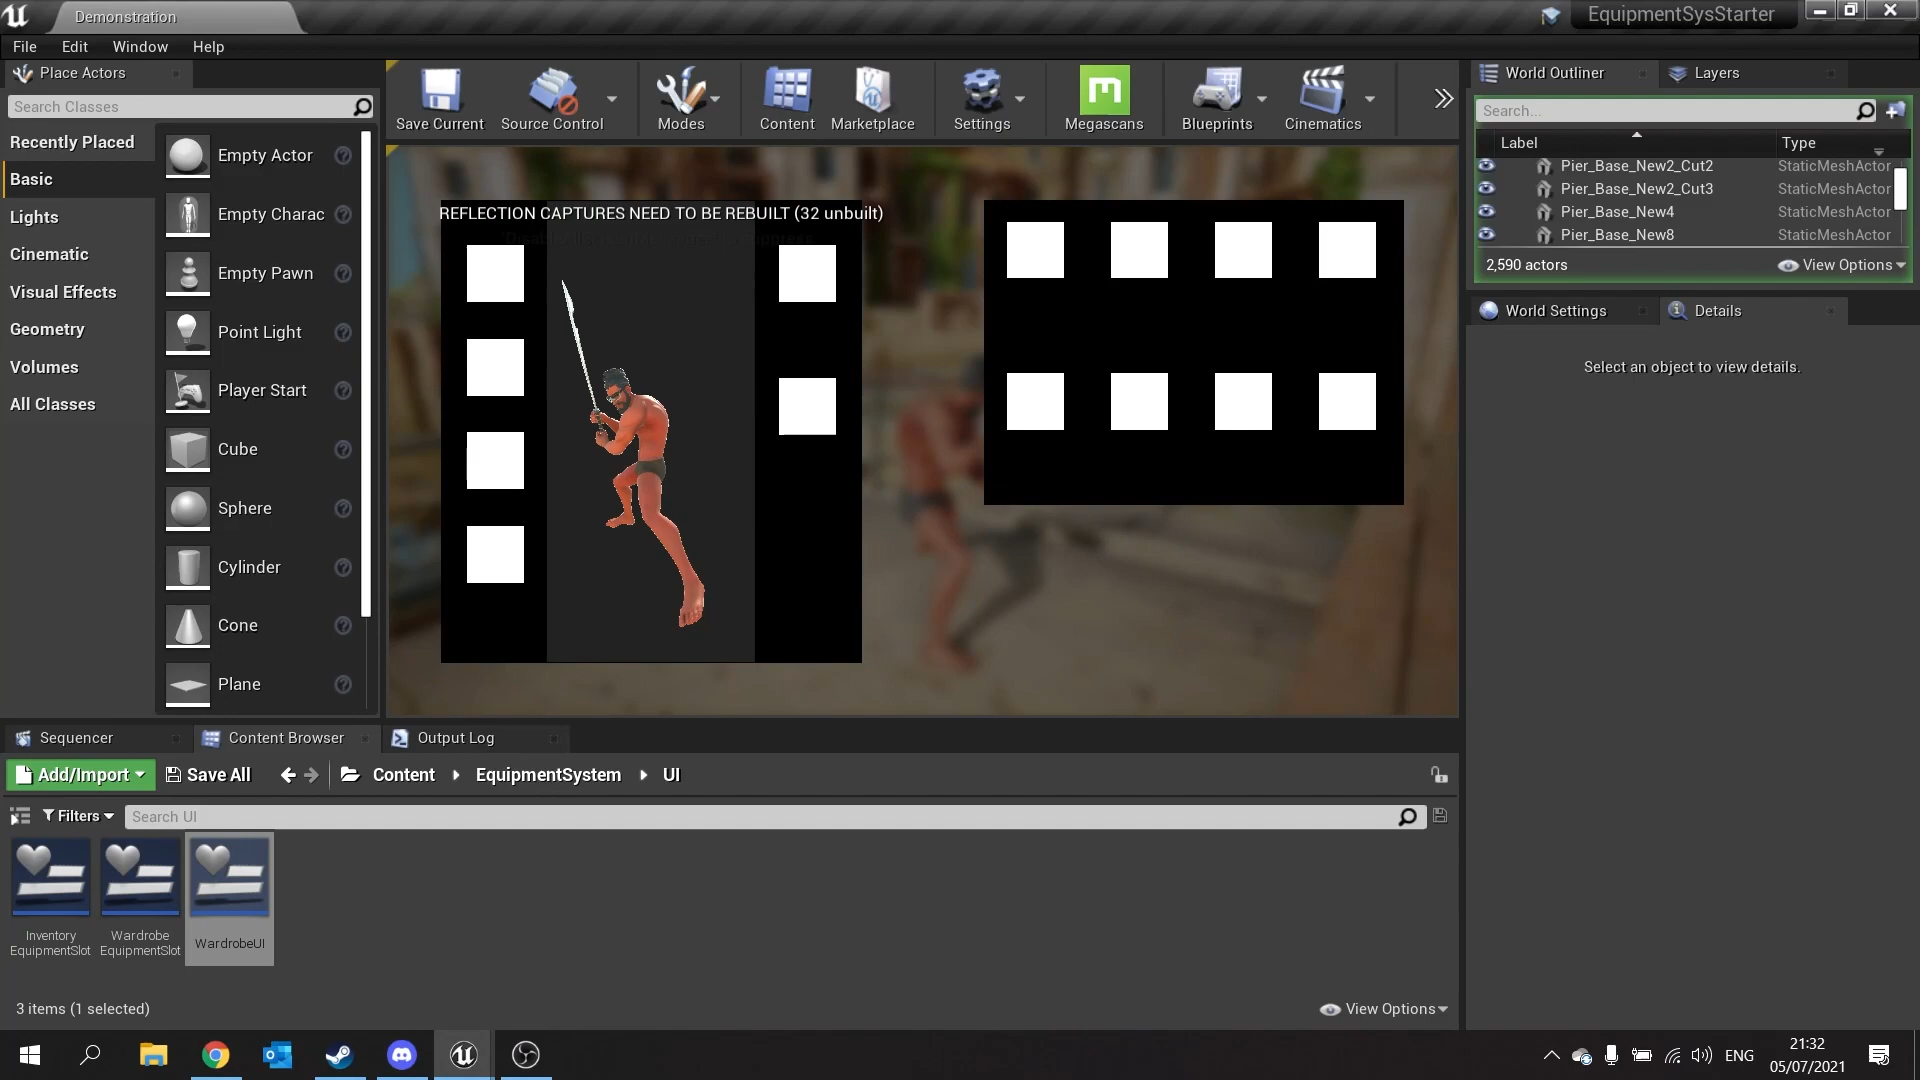 Demonstration
EquipmentSysStarter
File Edit Window Help
Place Actors
Search Classes
Recently Placed
Basic
Lights
Cinematic
Visual Effects
Geometry
Volumes
All Classes
Empty Actor
Empty Charac
Empty Pawn
Point Light
Player Start
Cube
Sphere
Cylinder
Cone
Plane
Save Current
Source Control
Modes
Content
Marketplace
Settings
Megascans
Blueprints
Cinematics
REFLECTION CAPTURES NEED TO BE REBUILT (32 unbuilt)
World Outliner
Layers
Search...
Label Type
Pier_Base_New2_Cut2 StaticMeshActor
Pier_Base_New2_Cut3 StaticMeshActor
Pier_Base_New4 StaticMeshActor
Pier_Base_New8 StaticMeshActor
2,590 actors
View Options
World Settings
Details
Select an object to view details.
Sequencer
Content Browser
Output Log
Add/Import
Save All
Content
EquipmentSystem
UI
Filters
Search UI
Inventory
EquipmentSlot
Wardrobe
EquipmentSlot
WardrobeUI
3 items (1 selected)
View Options
ENG
21:32
05/07/2021